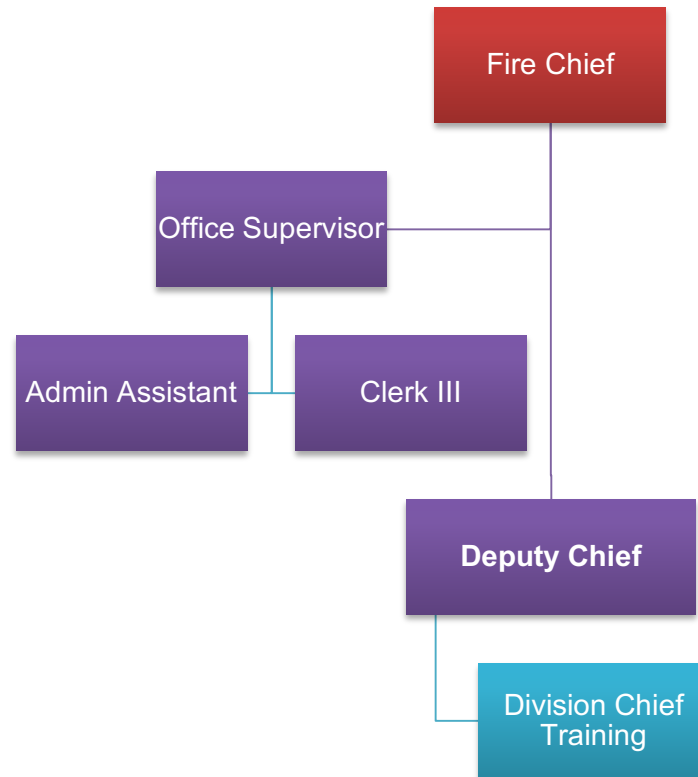 Fire Chief
Office Supervisor
Admin Assistant
Clerk III
Deputy Chief
Division Chief
Training